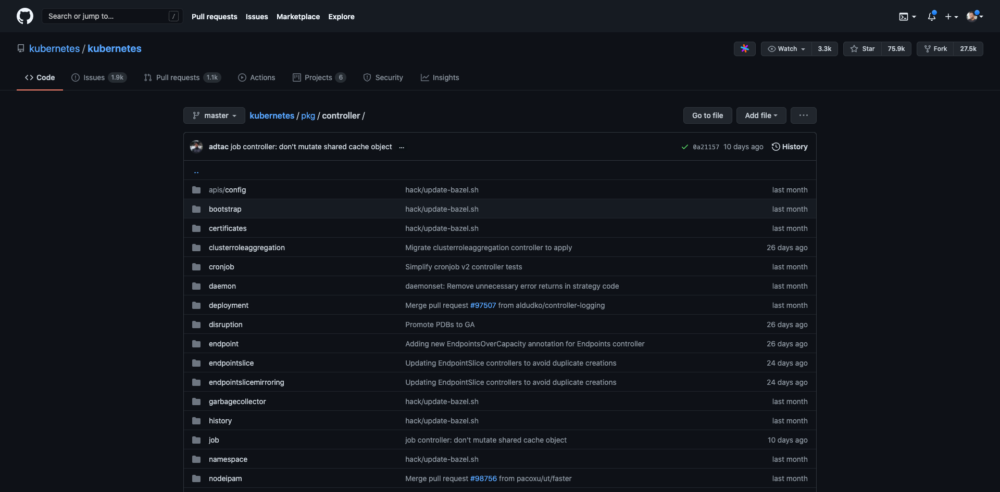 Search or jump to... /
Pull requests Issues Marketplace Explore
kubernetes / kubernetes
Watch 3.3k Star 75.9k Fork 27.5k
Code Issues 1.9k Pull requests 1.1k Actions Projects 6 Security Insights
master kubernetes / pkg / controller / Go to file Add file ...
adtac job controller: don't mutate shared cache object ... 0a21157 10 days ago History
..
apis/config hack/update-bazel.sh last month
bootstrap hack/update-bazel.sh last month
certificates hack/update-bazel.sh last month
clusterroleaggregation Migrate clusterroleaggregation controller to apply 26 days ago
cronjob Simplify cronjob v2 controller tests last month
daemon daemonset: Remove unnecessary error returns in strategy code last month
deployment Merge pull request #97507 from aldudko/controller-logging last month
disruption Promote PDBs to GA 26 days ago
endpoint Adding new EndpointsOverCapacity annotation for Endpoints controller 26 days ago
endpointslice Updating EndpointSlice controllers to avoid duplicate creations 24 days ago
endpointslicemirroring Updating EndpointSlice controllers to avoid duplicate creations 24 days ago
garbagecollector hack/update-bazel.sh last month
history hack/update-bazel.sh last month
job job controller: don't mutate shared cache object 10 days ago
namespace hack/update-bazel.sh last month
nodeipam Merge pull request #98756 from pacoxu/ut/faster last month